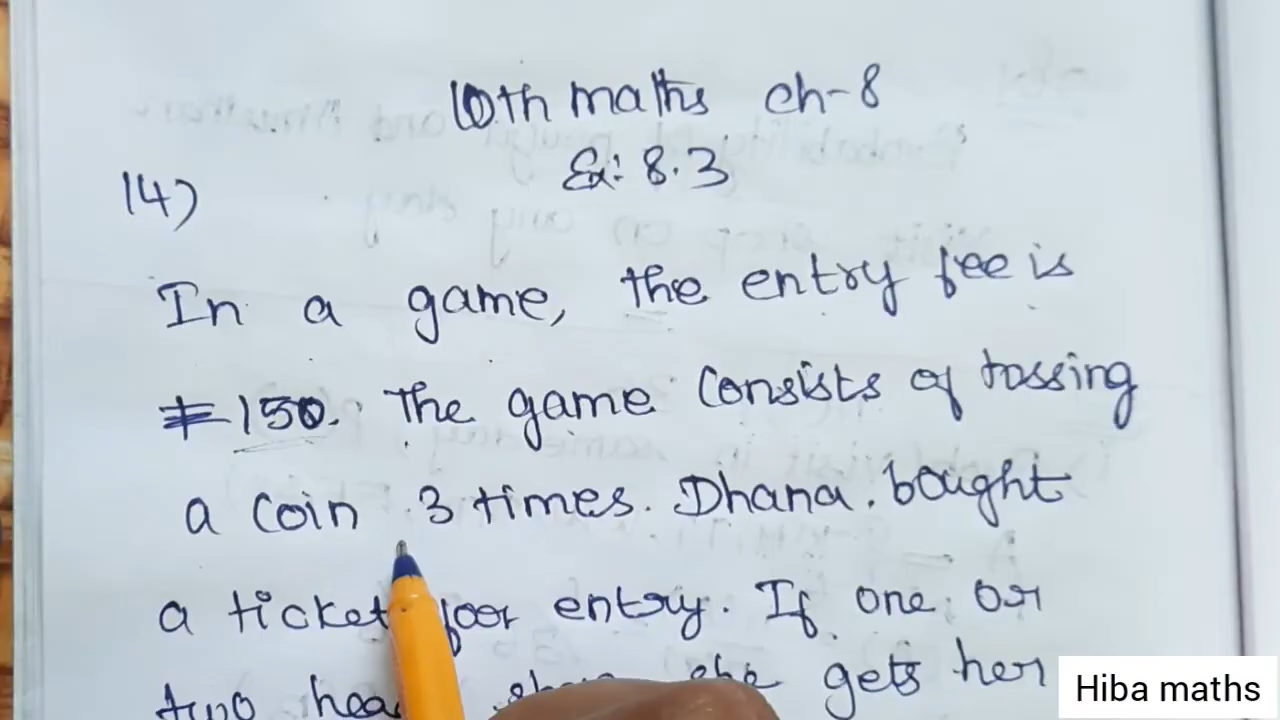 10th maths ch-8
Ex: 8.3
14)
In a game, the entry fee is
₹150. The game consists of tossing
a coin 3 times. Dhana. bought
a ticket for entry. If one or
two gets her
Hiba maths